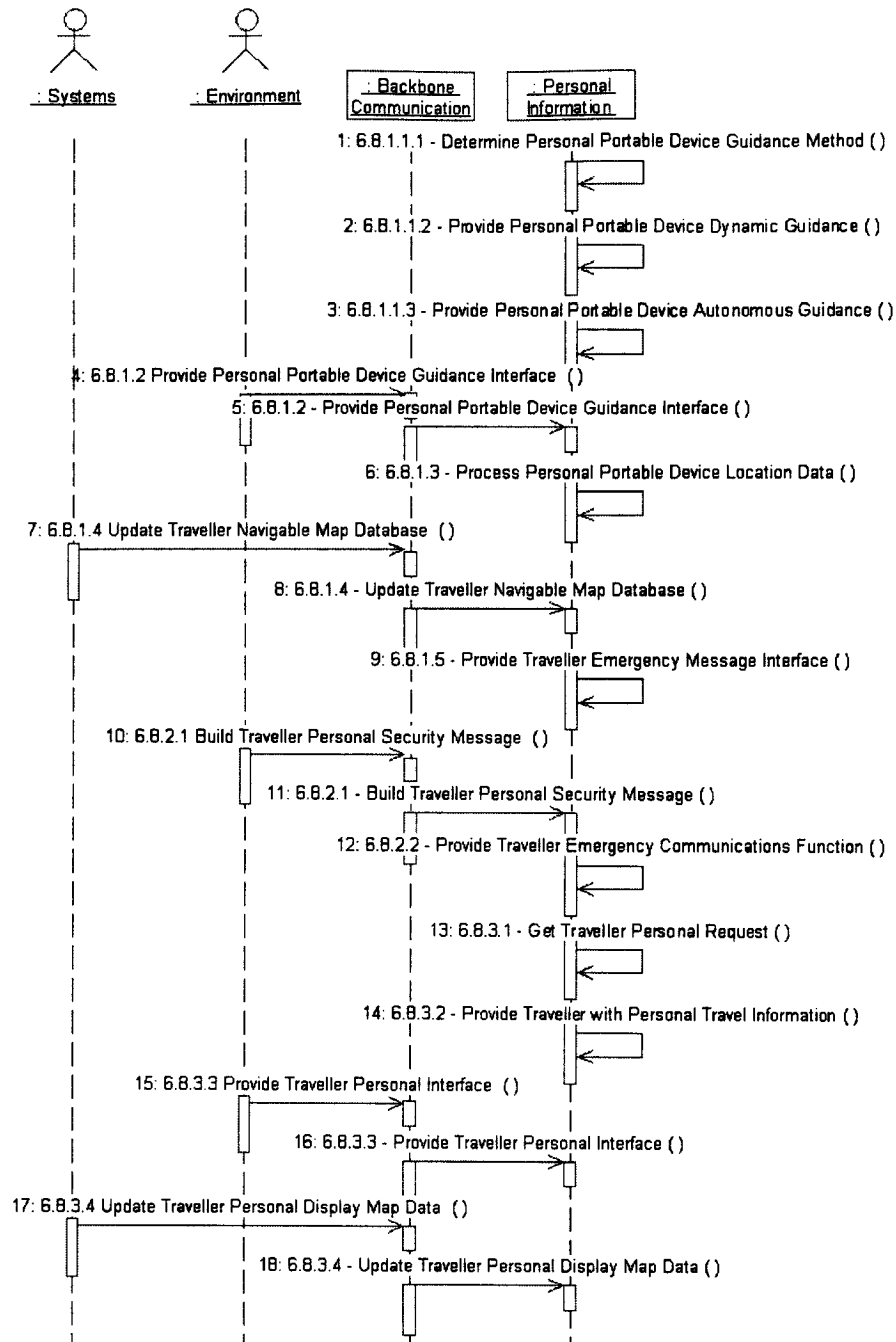 : Systems
: Environment
: Backbone
Communication
: Personal
Information
1: 6.8.1.1.1 - Determine Personal Portable Device Guidance Method ( )
2: 6.8.1.1.2 - Provide Personal Portable Device Dynamic Guidance ( )
3: 6.8.1.1.3 - Provide Personal Portable Device Autonomous Guidance ( )
4: 6.8.1.2 Provide Personal Portable Device Guidance Interface ( )
5: 6.8.1.2 - Provide Personal Portable Device Guidance Interface ( )
6: 6.8.1.3 - Process Personal Portable Device Location Data ( )
7: 6.8.1.4 Update Traveller Navigable Map Database ( )
8: 6.8.1.4 - Update Traveller Navigable Map Database ( )
9: 6.8.1.5 - Provide Traveller Emergency Message Interface ( )
10: 6.8.2.1 Build Traveller Personal Security Message ( )
11: 6.8.2.1 - Build Traveller Personal Security Message ( )
12: 6.8.2.2 - Provide Traveller Emergency Communications Function ( )
13: 6.8.3.1 - Get Traveller Personal Request ( )
14: 6.8.3.2 - Provide Traveller with Personal Travel Information ( )
15: 6.8.3.3 Provide Traveller Personal Interface ( )
16: 6.8.3.3 - Provide Traveller Personal Interface ( )
17: 6.8.3.4 Update Traveller Personal Display Map Data ( )
18: 6.8.3.4 - Update Traveller Personal Display Map Data ( )